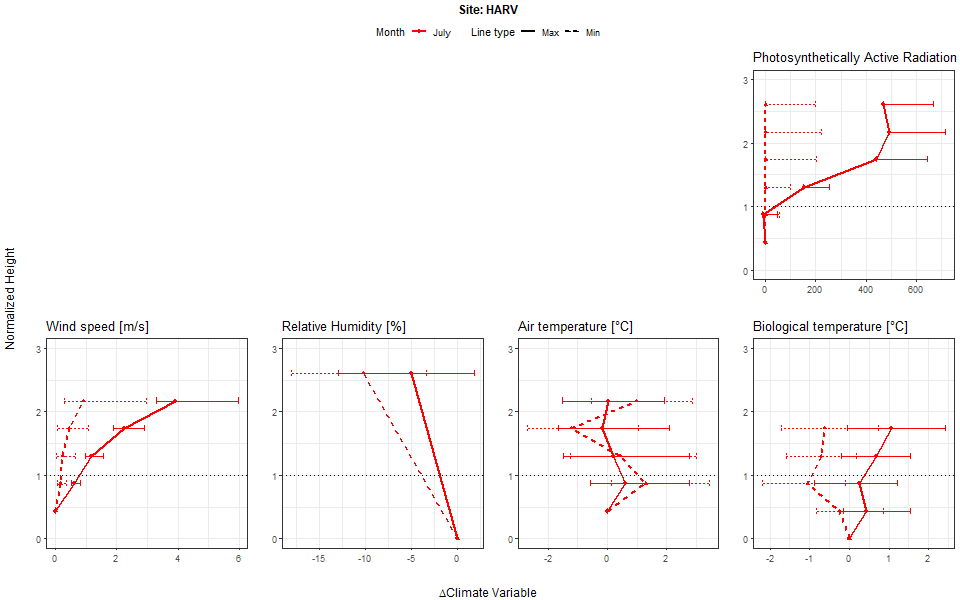 Site: HARV
Month July Line type Max Min
Photosynthetically Active Radiation
3
2
1
0
0 200 400 600
Normalized Height
Wind speed [m/s]
3
2
1
0
0 2 4 6
Relative Humidity [%]
3
2
1
0
-15 -10 -5 0
Air temperature [°C]
3
2
1
0
-2 0 2
Biological temperature [°C]
3
2
1
0
-2 -1 0 1 2
ΔClimate Variable